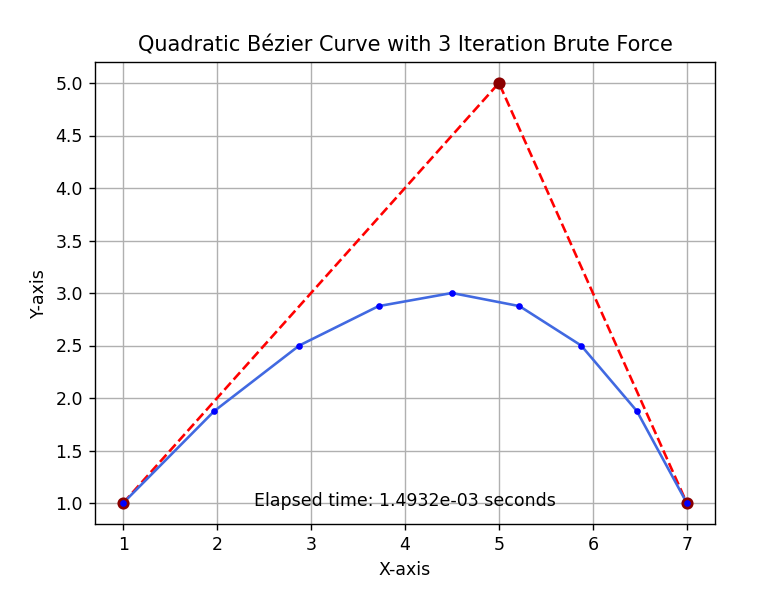 Quadratic Bézier Curve with 3 Iteration Brute Force
5.0
4.5
4.0
3.5
3.0
2.5
2.0
1.5
1.0
Y-axis
Elapsed time: 1.4932e-03 seconds
1 2 3 4 5 6 7
X-axis